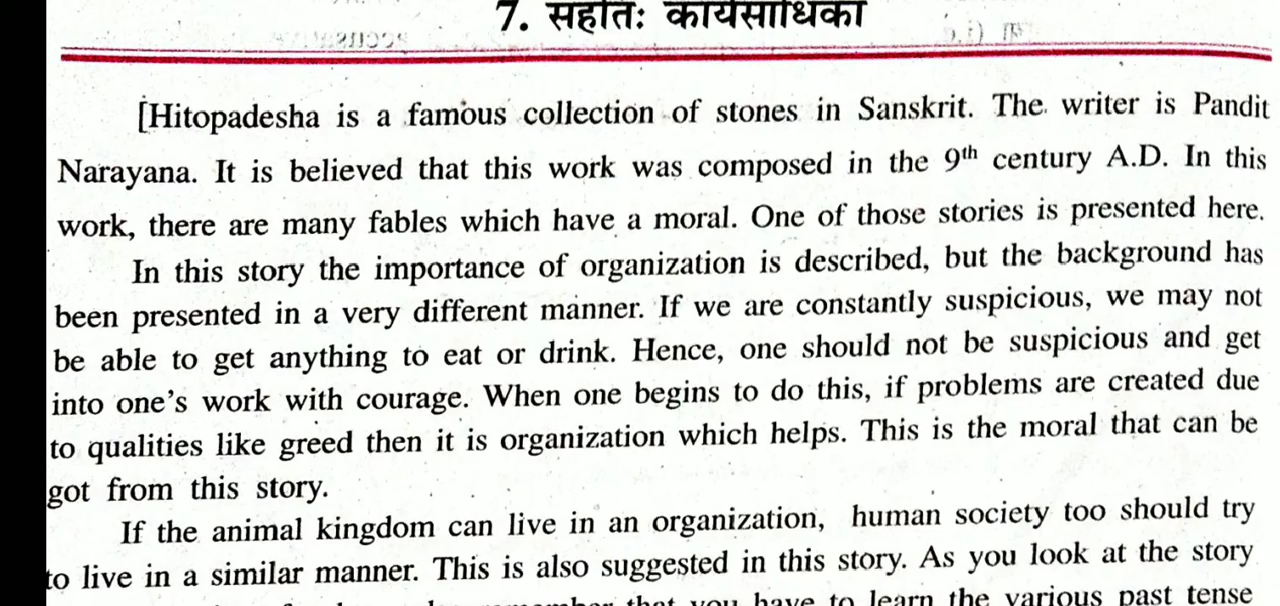 7. संहतिः कार्यसाधिका
[Hitopadesha is a famous collection of stones in Sanskrit. The writer is Pandit
Narayana. It is believed that this work was composed in the 9th century A.D. In this
work, there are many fables which have a moral. One of those stories is presented here.
In this story the importance of organization is described, but the background has
been presented in a very different manner. If we are constantly suspicious, we may not
be able to get anything to eat or drink. Hence, one should not be suspicious and get
into one's work with courage. When one begins to do this, if problems are created due
to qualities like greed then it is organization which helps. This is the moral that can be
got from this story.
If the animal kingdom can live in an organization, human society too should try
to live in a similar manner. This is also suggested in this story. As you look at the story
that you have to learn the various past tense